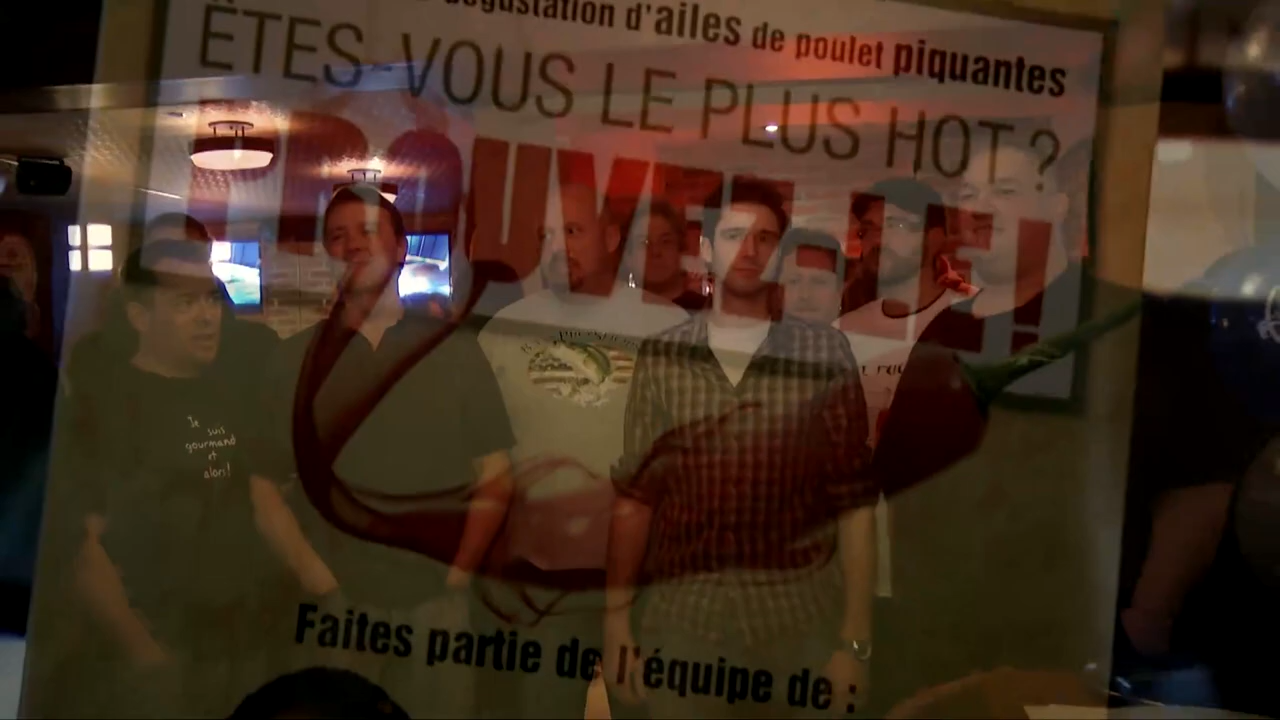 dégustation d'ailes de poulet piquantes
ÊTES-VOUS LE PLUS HOT ?
PROUVEZ-LE!
Je suis
gourmand
et
alors!
Faites partie de l'équipe de :